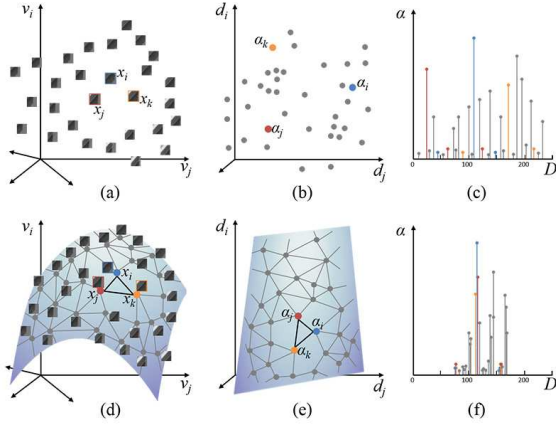 v_i
x_i
x_j
x_k
v_j
(a)
d_i
α_k
α_i
α_j
d_j
(b)
α
0
100
200
D
(c)
v_i
x_i
x_j
x_k
v_j
(d)
d_i
α_j
α_i
α_k
d_j
(e)
α
0
100
200
D
(f)